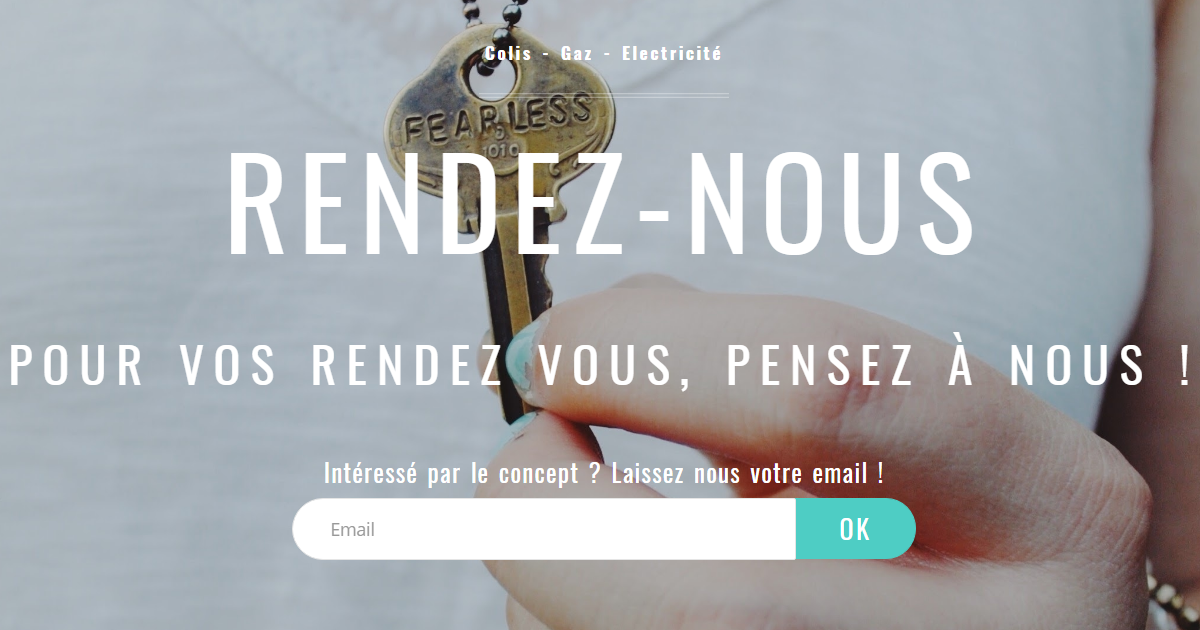 Colis - Gaz - Electricité
FEARLESS
1010
RENDEZ-NOUS
POUR VOS RENDEZ VOUS, PENSEZ À NOUS !
Intéressé par le concept ? Laissez nous votre email !
Email
OK